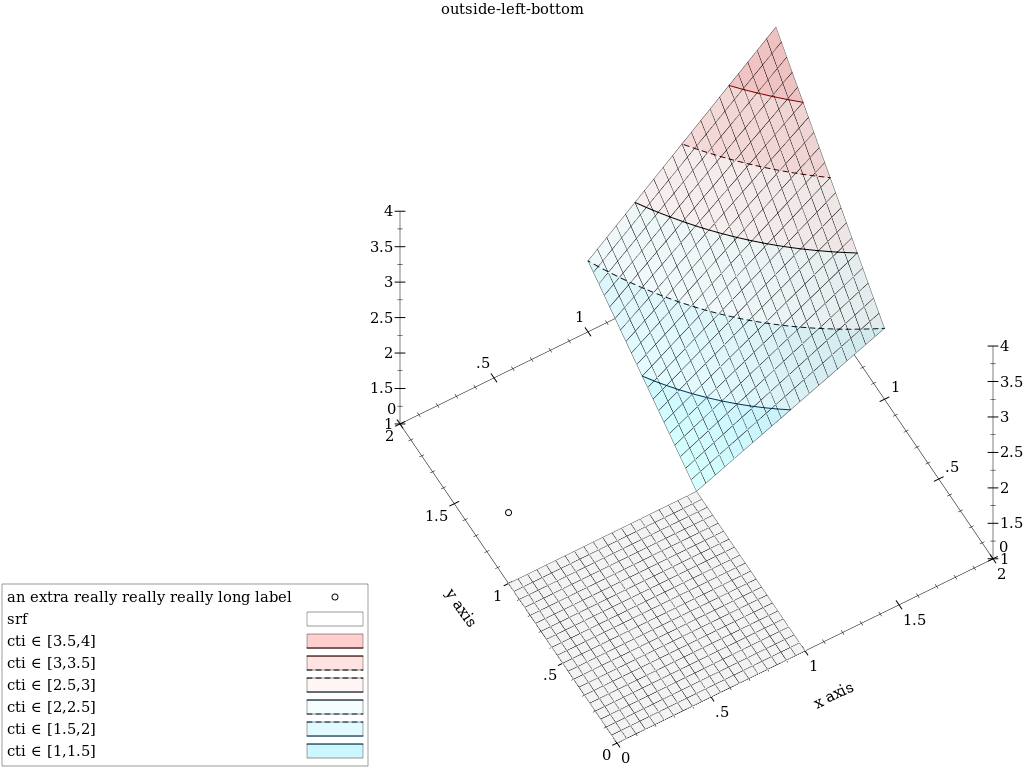 outside-left-bottom
4
3.5
3
2.5
2
1.5
1
0
.5
1
2
1.5
1
.5
0
y axis
0
.5
1
1.5
2
x axis
1
.5
0
4
3.5
3
2.5
2
1.5
1
an extra really really really long label
srf
cti ∈ [3.5,4]
cti ∈ [3,3.5]
cti ∈ [2.5,3]
cti ∈ [2,2.5]
cti ∈ [1.5,2]
cti ∈ [1,1.5]